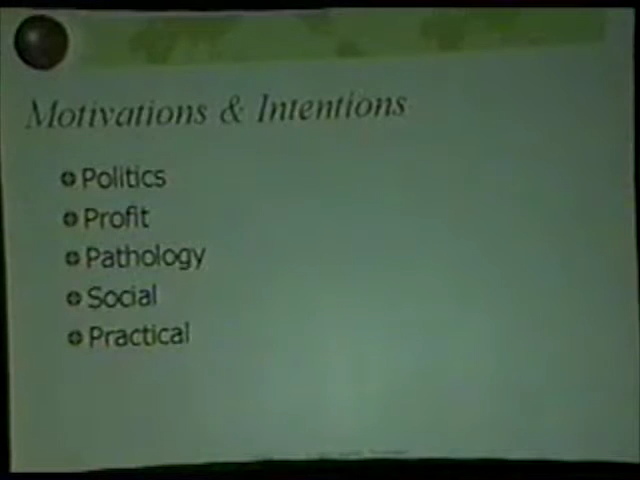 Motivations & Intentions
Politics
Profit
Pathology
Social
Practical